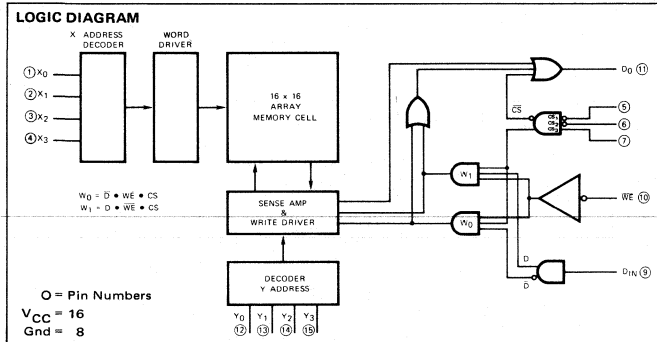 LOGIC DIAGRAM
X ADDRESS DECODER
WORD DRIVER
① X0
② X1
③ X2
④ X3
16 x 16 ARRAY MEMORY CELL
SENSE AMP & WRITE DRIVER
DECODER Y ADDRESS
Y0 Y1 Y2 Y3
⑫ ⑬ ⑭ ⑮
W0 = D̅ • W̅E̅ • CS
W1 = D • W̅E̅ • CS
W1
W0
C̅S̅
CS1
CS2
CS3
D0 ⑪
⑤
⑥
⑦
W̅E̅ ⑩
D
D̅
DIN ⑨
O = Pin Numbers
VCC = 16
Gnd = 8